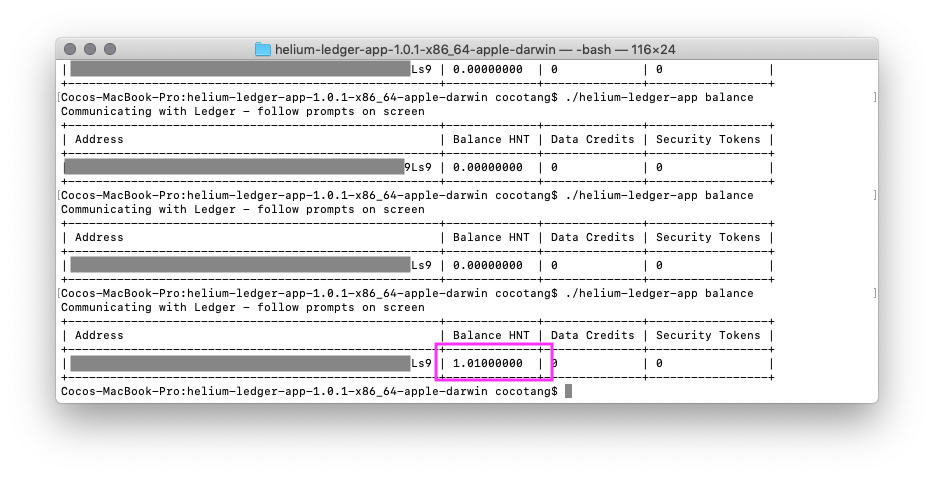 helium-ledger-app-1.0.1-x86_64-apple-darwin — -bash — 116×24
| Ls9 | 0.00000000 | 0 | 0 |
+-----------------------------------------------------+-------------+--------------+-----------------+
[Cocos-MacBook-Pro:helium-ledger-app-1.0.1-x86_64-apple-darwin cocotang$ ./helium-ledger-app balance ]
Communicating with Ledger - follow prompts on screen
+-----------------------------------------------------+-------------+--------------+-----------------+
| Address | Balance HNT | Data Credits | Security Tokens |
+-----------------------------------------------------+-------------+--------------+-----------------+
9Ls9 | 0.00000000 | 0 | 0 |
+-----------------------------------------------------+-------------+--------------+-----------------+
[Cocos-MacBook-Pro:helium-ledger-app-1.0.1-x86_64-apple-darwin cocotang$ ./helium-ledger-app balance ]
Communicating with Ledger - follow prompts on screen
+-----------------------------------------------------+-------------+--------------+-----------------+
| Address | Balance HNT | Data Credits | Security Tokens |
+-----------------------------------------------------+-------------+--------------+-----------------+
| Ls9 | 0.00000000 | 0 | 0 |
+-----------------------------------------------------+-------------+--------------+-----------------+
[Cocos-MacBook-Pro:helium-ledger-app-1.0.1-x86_64-apple-darwin cocotang$ ./helium-ledger-app balance ]
Communicating with Ledger - follow prompts on screen
+-----------------------------------------------------+-------------+--------------+-----------------+
| Address | Balance HNT | Data Credits | Security Tokens |
+-----------------------------------------------------+-------------+--------------+-----------------+
| Ls9 | 1.01000000 | 0 | 0 |
+-----------------------------------------------------+-------------+--------------+-----------------+
Cocos-MacBook-Pro:helium-ledger-app-1.0.1-x86_64-apple-darwin cocotang$